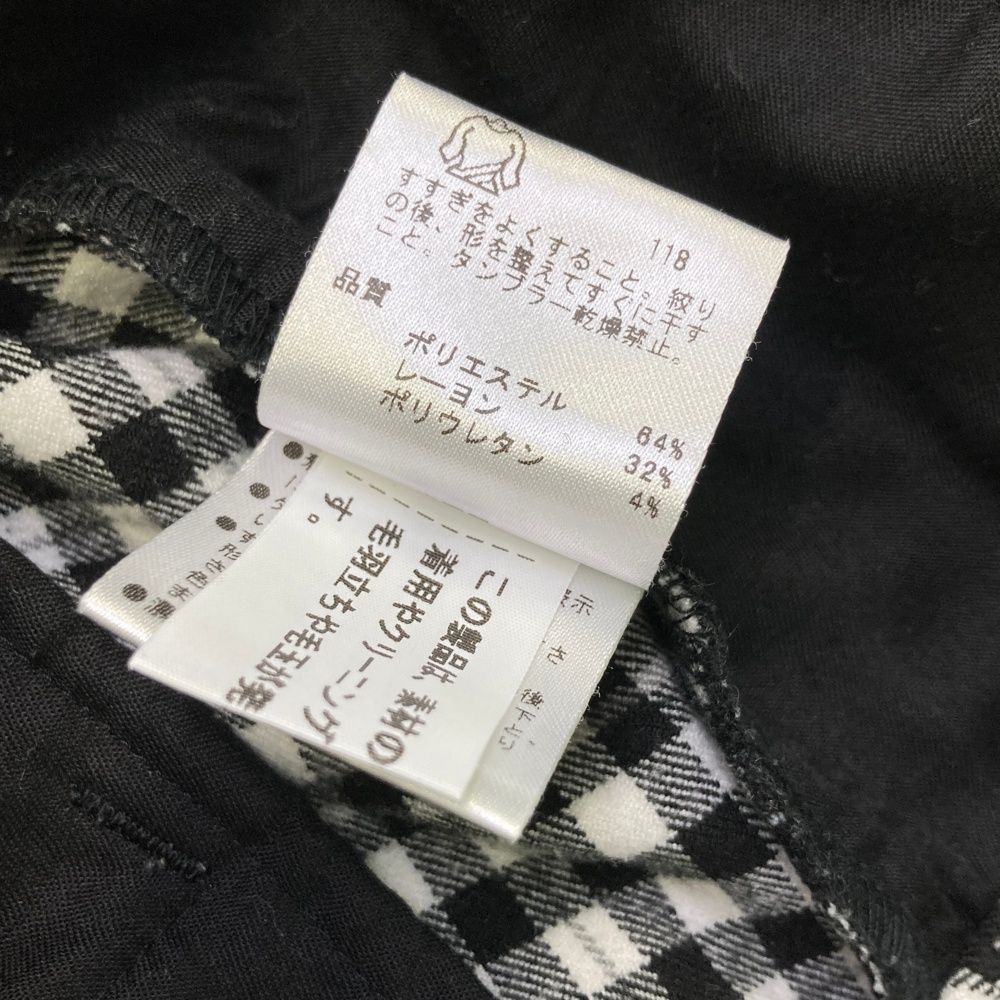 118
すすぎをよくすること。絞り
の後、形を整えてすぐに干す
こと。タンブラー乾燥禁止。
品質
ポリエステル 64%
レーヨン 32%
ポリウレタン 4%
この製品は、素材の
着用やクリーニング
毛羽立ちや毛玉が発
す。
表示
後